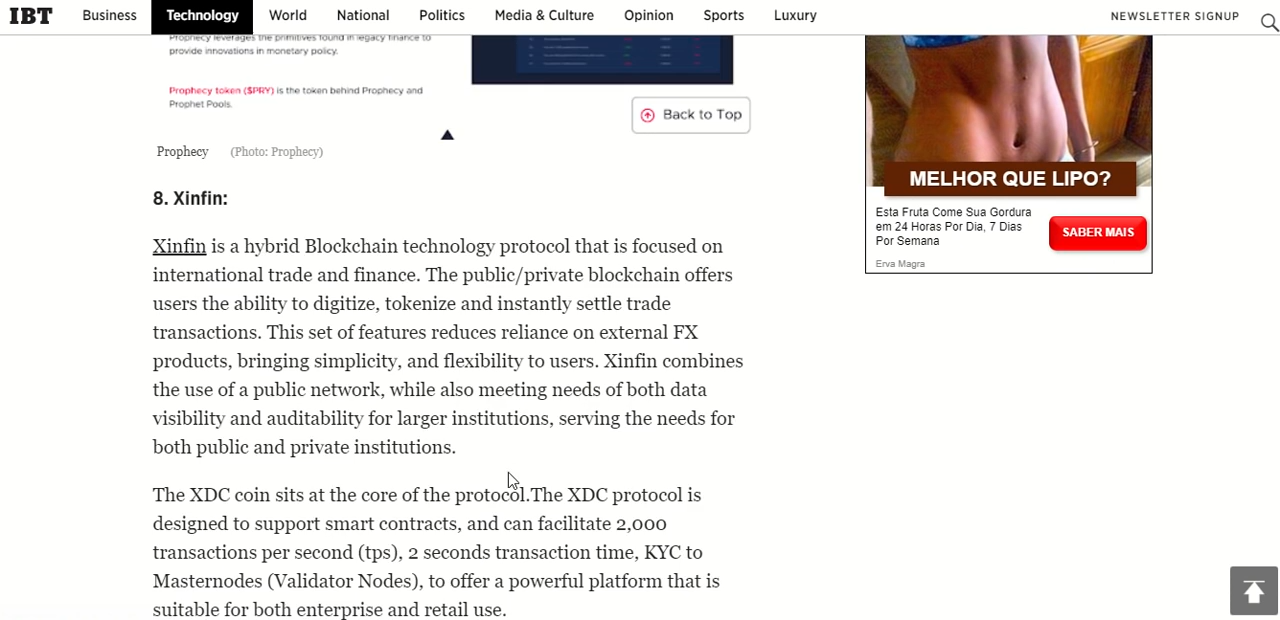 IBT Business Technology World National Politics Media & Culture Opinion Sports Luxury NEWSLETTER SIGNUP
Prophecy leverages the primitives found in legacy finance to
provide innovations in monetary policy.
Prophecy token ($PRY) is the token behind Prophecy and
Prophet Pools.
Back to Top
Prophecy (Photo: Prophecy)
8. Xinfin:
Xinfin is a hybrid Blockchain technology protocol that is focused on
international trade and finance. The public/private blockchain offers
users the ability to digitize, tokenize and instantly settle trade
transactions. This set of features reduces reliance on external FX
products, bringing simplicity, and flexibility to users. Xinfin combines
the use of a public network, while also meeting needs of both data
visibility and auditability for larger institutions, serving the needs for
both public and private institutions.
The XDC coin sits at the core of the protocol.The XDC protocol is
designed to support smart contracts, and can facilitate 2,000
transactions per second (tps), 2 seconds transaction time, KYC to
Masternodes (Validator Nodes), to offer a powerful platform that is
suitable for both enterprise and retail use.
MELHOR QUE LIPO?
Esta Fruta Come Sua Gordura
em 24 Horas Por Dia, 7 Dias
Por Semana
SABER MAIS
Erva Magra